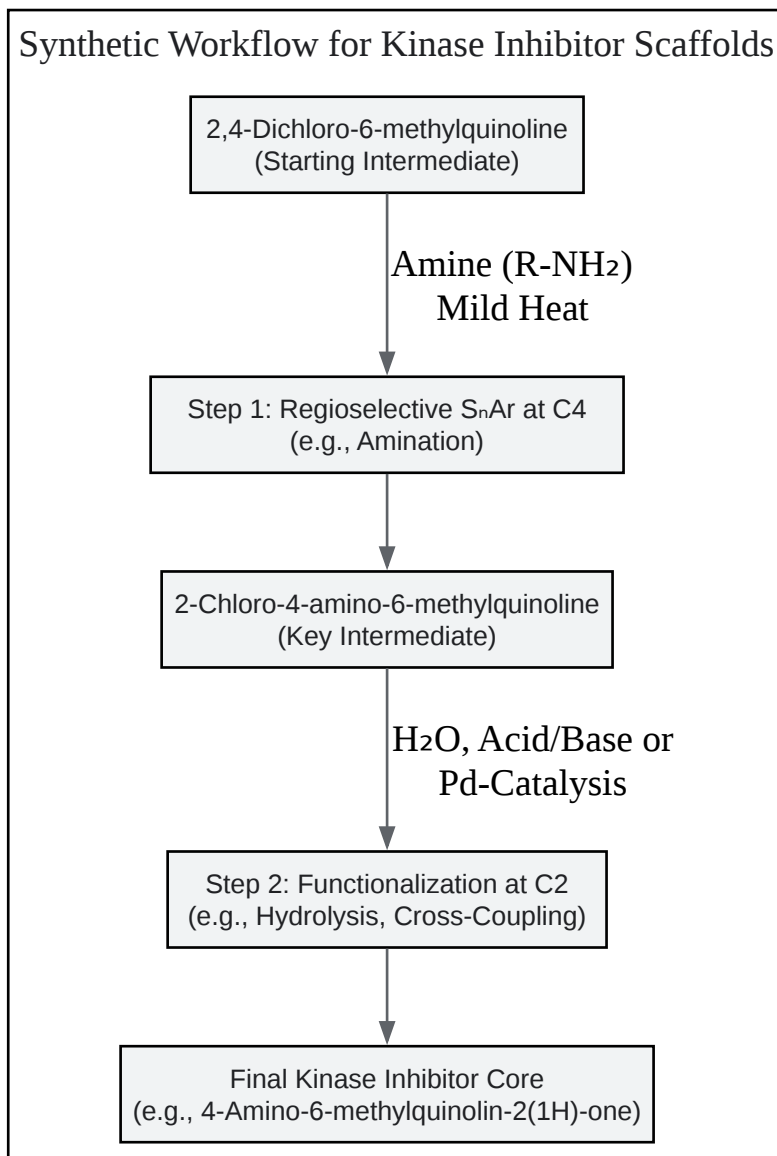 Synthetic Workflow for Kinase Inhibitor Scaffolds
2,4-Dichloro-6-methylquinoline
(Starting Intermediate)
Amine (R-NH₂)
Mild Heat
Step 1: Regioselective SₙAr at C4
(e.g., Amination)
2-Chloro-4-amino-6-methylquinoline
(Key Intermediate)
H₂O, Acid/Base or
Pd-Catalysis
Step 2: Functionalization at C2
(e.g., Hydrolysis, Cross-Coupling)
Final Kinase Inhibitor Core
(e.g., 4-Amino-6-methylquinolin-2(1H)-one)